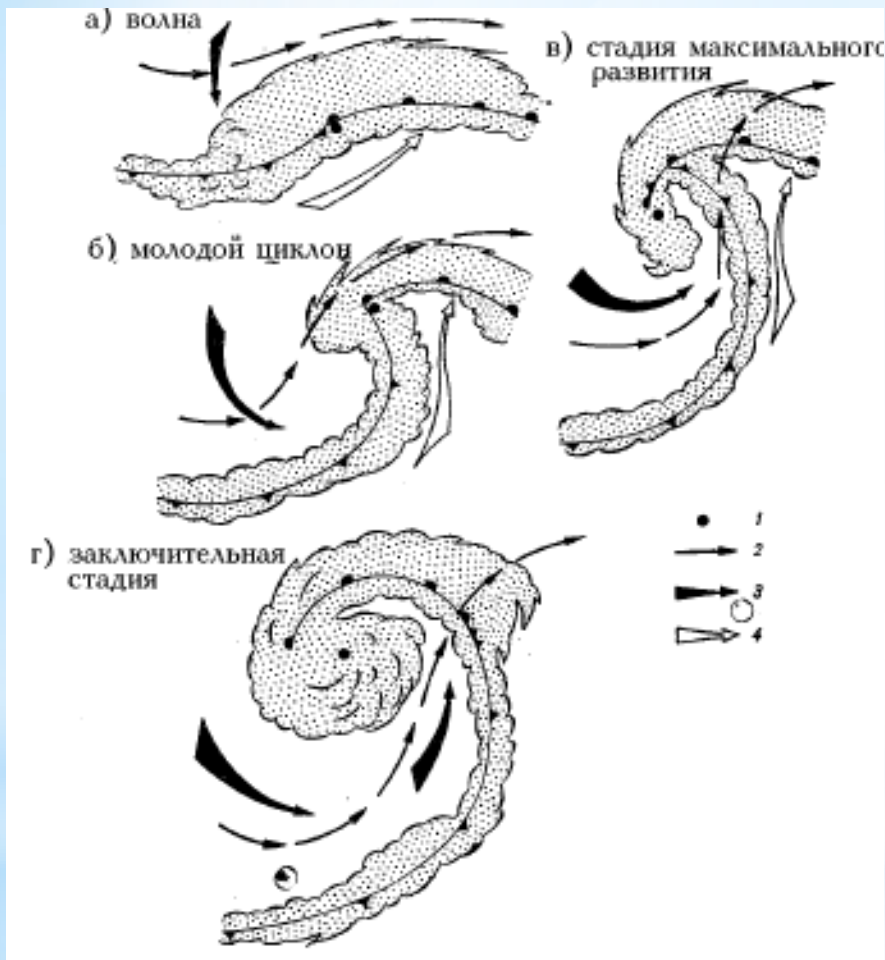 а) волна
в) стадия максимального
развития
б) молодой циклон
г) заключительная
стадия
1
2
3
4